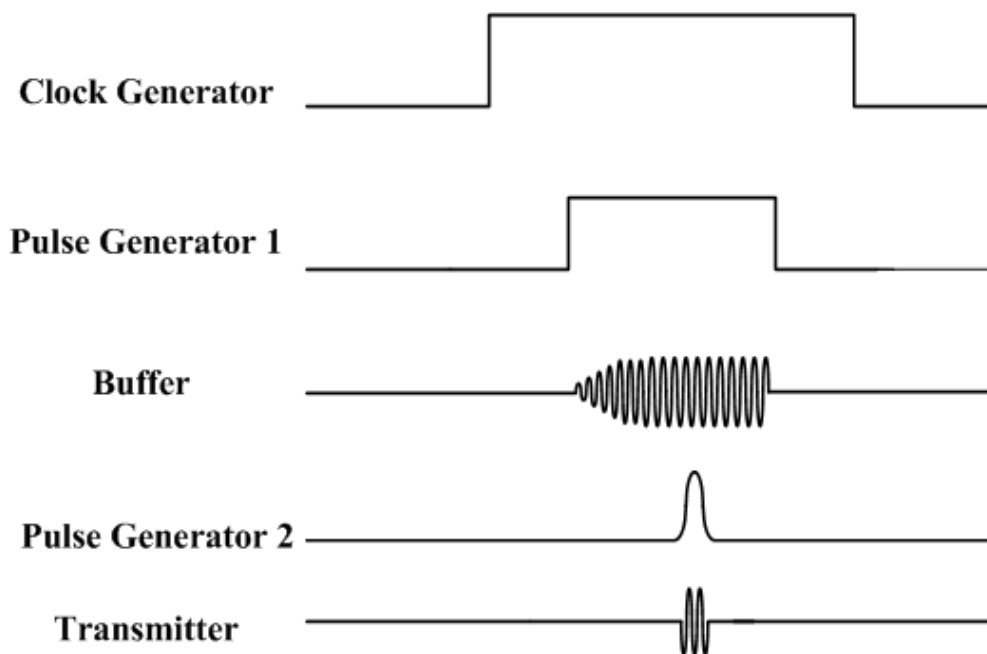 Clock Generator
Pulse Generator 1
Buffer
Pulse Generator 2
Transmitter